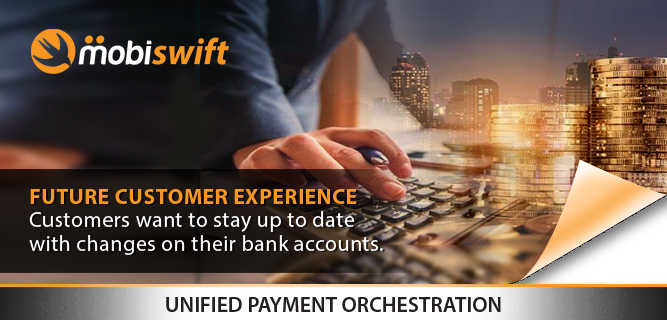 mobiswift
FUTURE CUSTOMER EXPERIENCE
Customers want to stay up to date
with changes on their bank accounts.
UNIFIED PAYMENT ORCHESTRATION